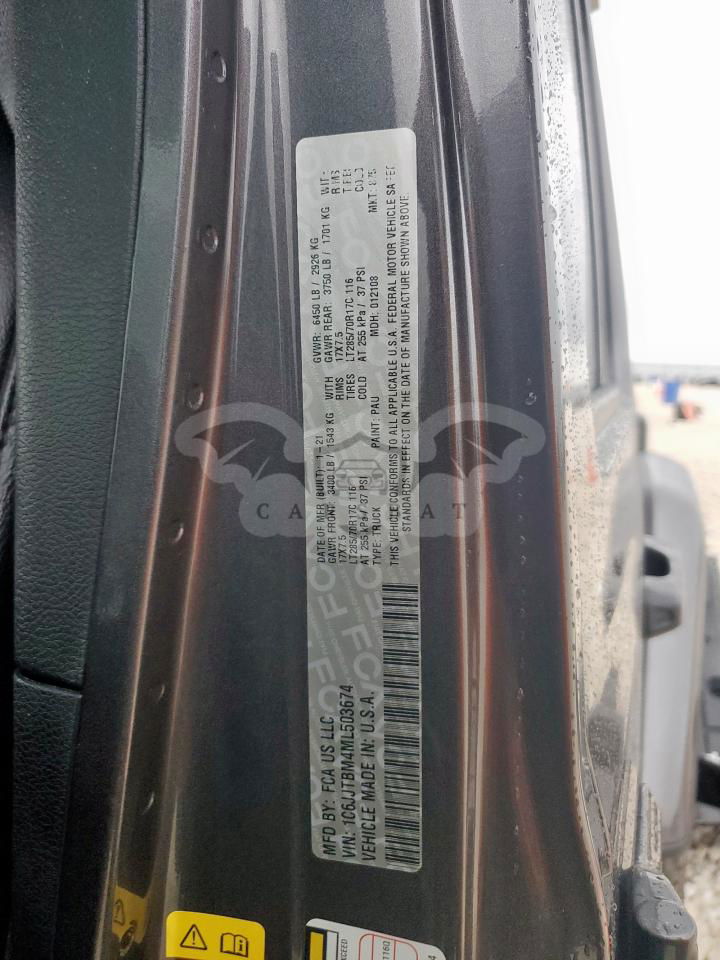 MFD BY: FCA US LLC
VIN: 1C6JJTBM4ML503674
VEHICLE MADE IN: U.S.A.
DATE OF MFR (BUILT): 1-21 GVWR: 6450 LB / 2926 KG
GAWR FRONT: 3400 LB / 1543 KG WITH GAWR REAR: 3750 LB / 1701 KG
17X7.5 RIMS 17X7.5
LT285/70R17C 116 TIRES LT285/70R17C 116
AT 255 kPa / 37 PSI COLD AT 255 kPa / 37 PSI
TYPE: TRUCK PAINT: PAU MDH: 012108
THIS VEHICLE CONFORMS TO ALL APPLICABLE U.S.A. FEDERAL MOTOR VEHICLE
STANDARDS IN EFFECT ON THE DATE OF MANUFACTURE SHOWN ABOVE.